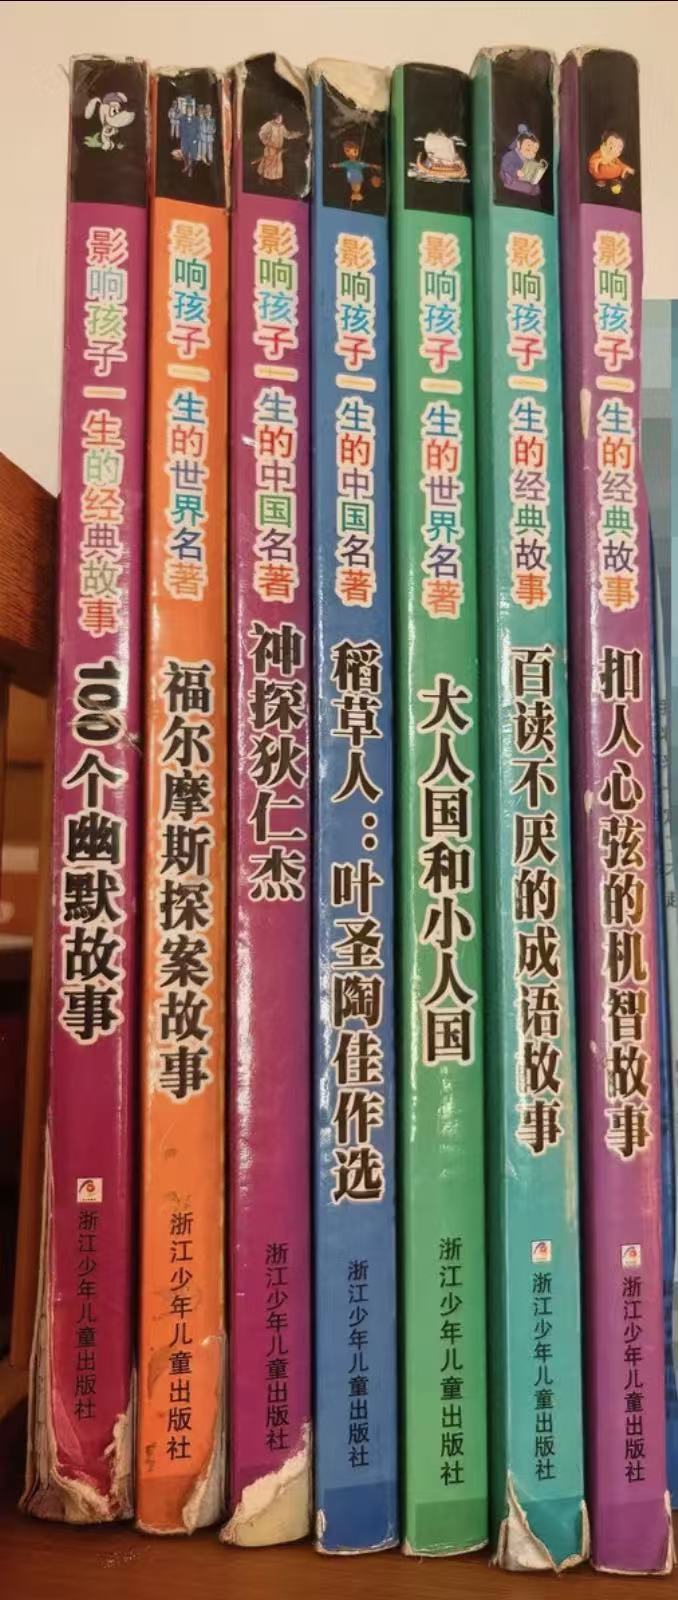 影响孩子一生的经典故事
100个幽默故事
浙江少年儿童出版社
影响孩子一生的世界名著
福尔摩斯探案故事
浙江少年儿童出版社
影响孩子一生的中国名著
神探狄仁杰
浙江少年儿童出版社
影响孩子一生的中国名著
稻草人：叶圣陶佳作选
浙江少年儿童出版社
影响孩子一生的世界名著
大人国和小人国
浙江少年儿童出版社
影响孩子一生的经典故事
百读不厌的成语故事
浙江少年儿童出版社
影响孩子一生的经典故事
扣人心弦的机智故事
浙江少年儿童出版社